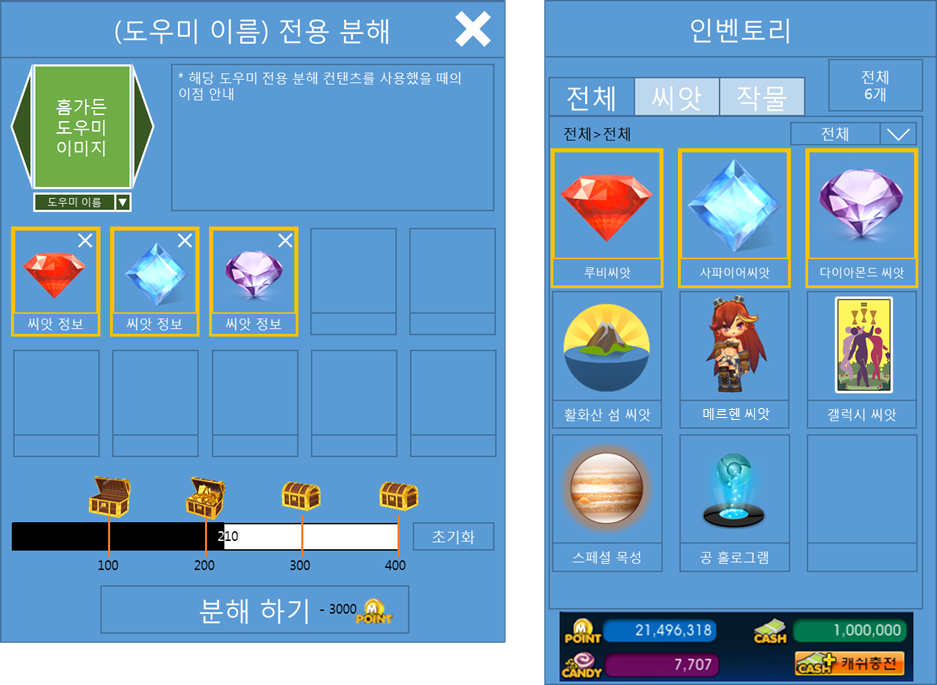 (도우미 이름) 전용 분해
홈가든
도우미
이미지
도우미 이름
* 해당 도우미 전용 분해 컨탠츠를 사용했을 때의
이점 안내
씨앗 정보
씨앗 정보
씨앗 정보
210
100
200
300
400
초기화
분해 하기 - 3000 M POINT
인벤토리
전체
씨앗
작물
전체
6개
전체>전체
전체
루비씨앗
사파이어씨앗
다이아몬드 씨앗
활화산 섬 씨앗
메르헨 씨앗
갤럭시 씨앗
스페셜 목성
공 홀로그램
M POINT 21,496,318
CASH 1,000,000
CANDY 7,707
CASH+ 캐쉬충전